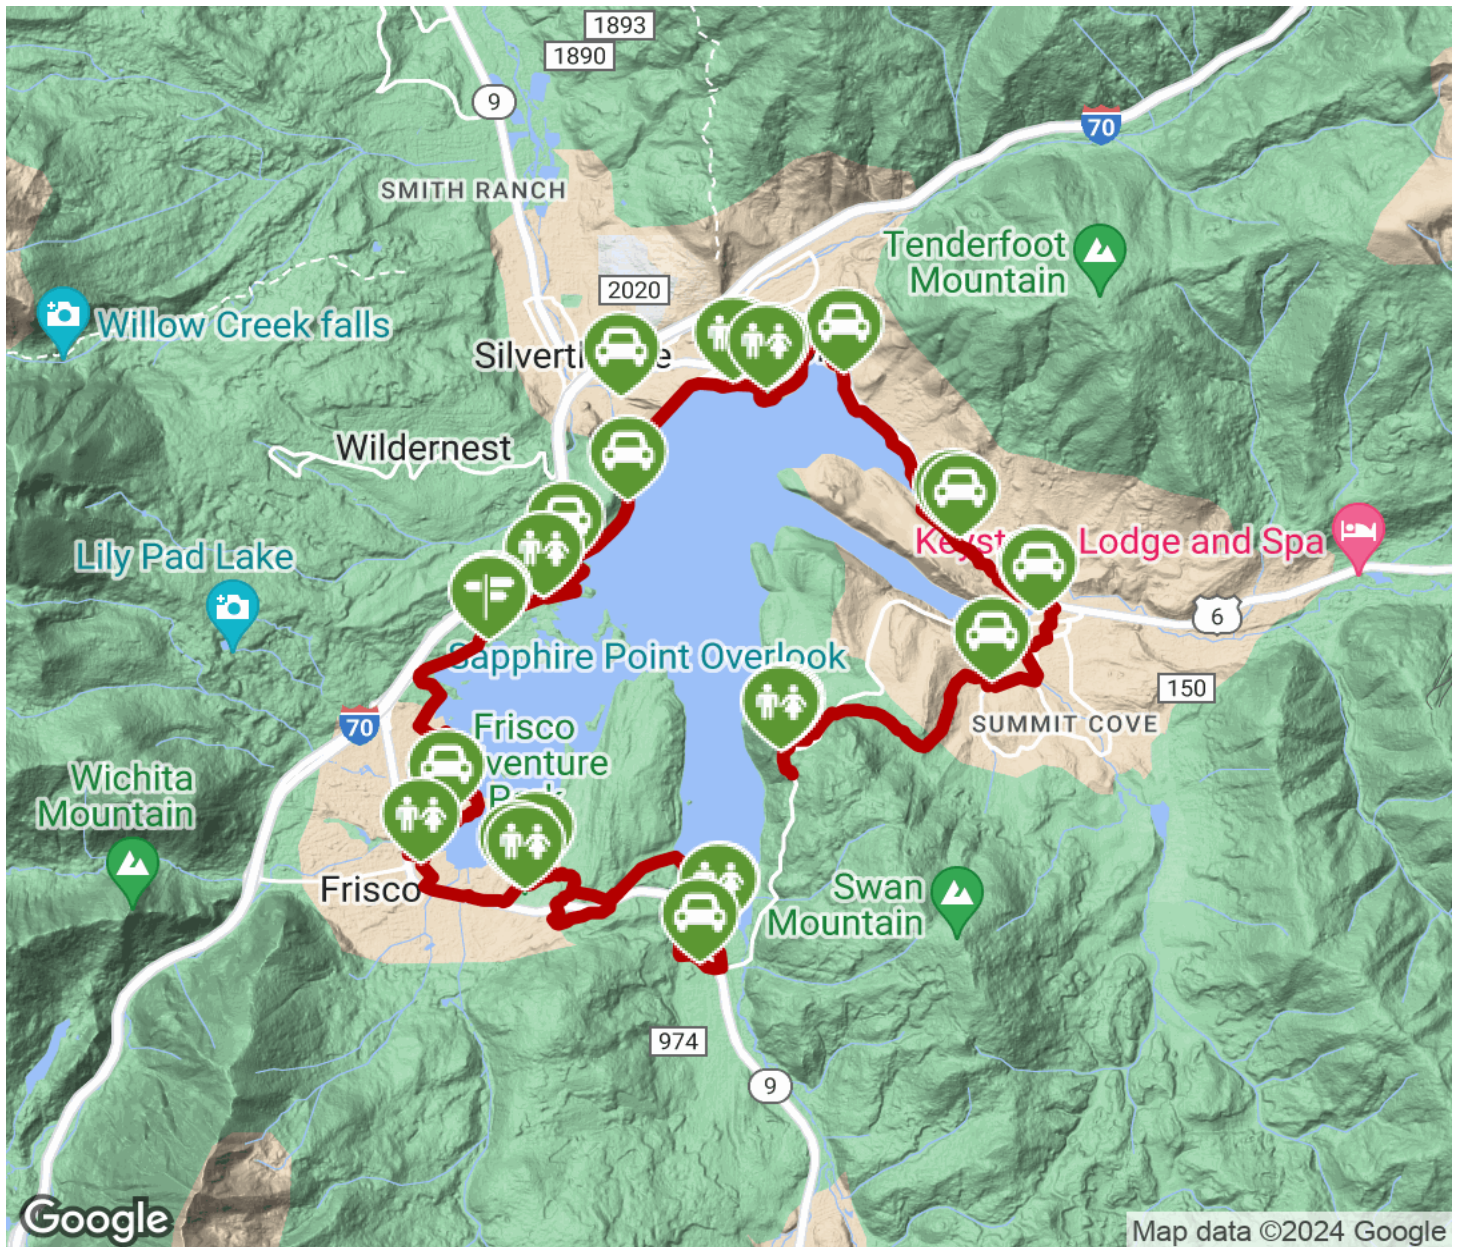 1893
1890
9
70
SMITH RANCH
Tenderfoot
Mountain
2020
Willow Creek falls
Wildernest
Lily Pad Lake
Lodge and Spa
6
Sapphire Point Overlook
150
70
Frisco
SUMMIT COVE
Wichita
Mountain
Frisco
Swan
Mountain
974
9
Google
Map data ©2024 Google